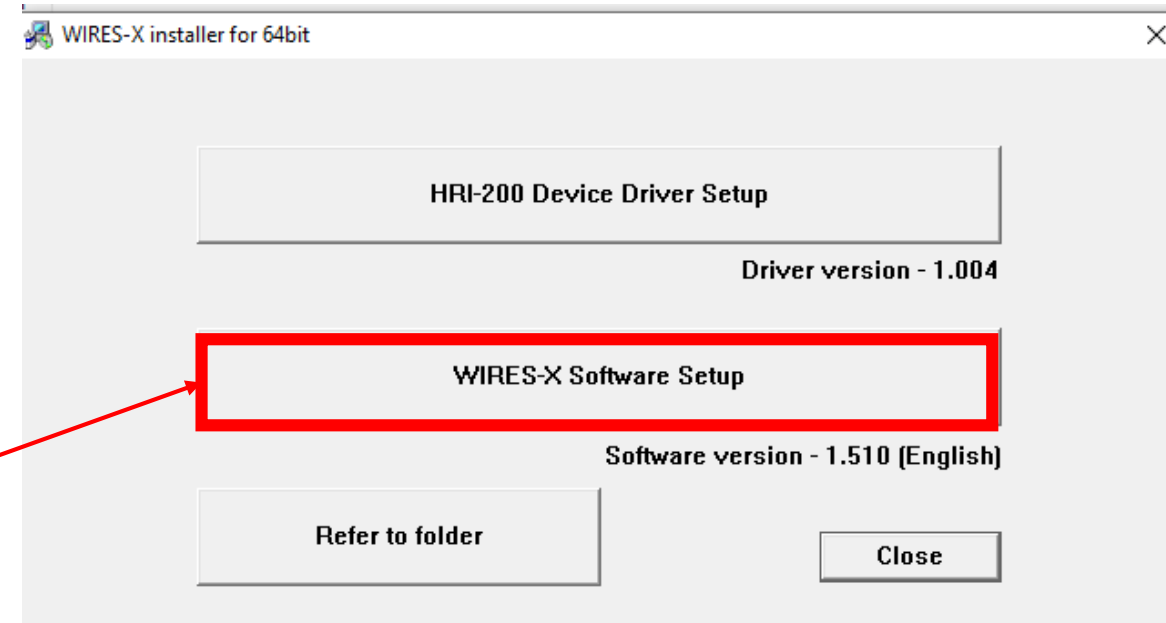 WIRES-X installer for 64bit
HRI-200 Device Driver Setup
Driver version - 1.004
WIRES-X Software Setup
Software version - 1.510 (English)
Refer to folder
Close